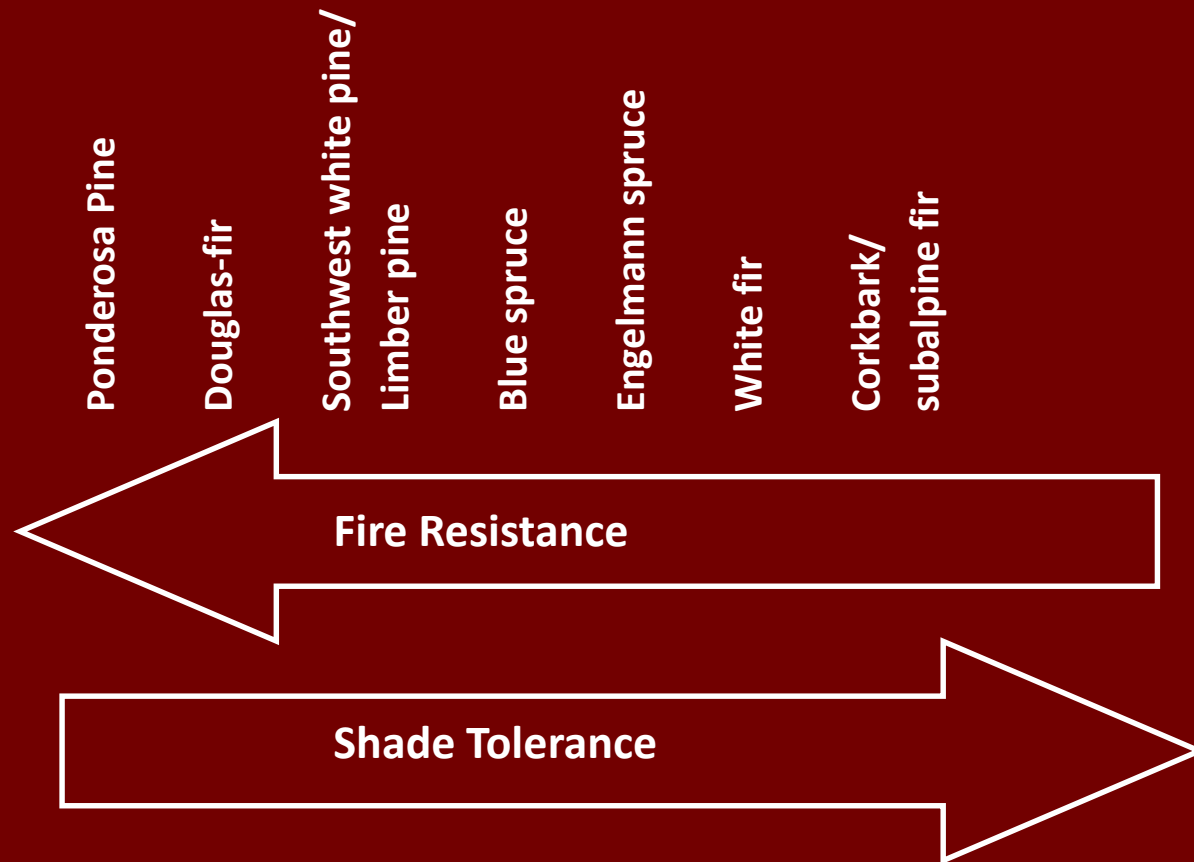 Ponderosa Pine
Douglas-fir
Southwest white pine/
Limber pine
Blue spruce
Engelmann spruce
White fir
Corkbark/
subalpine fir
Fire Resistance
Shade Tolerance